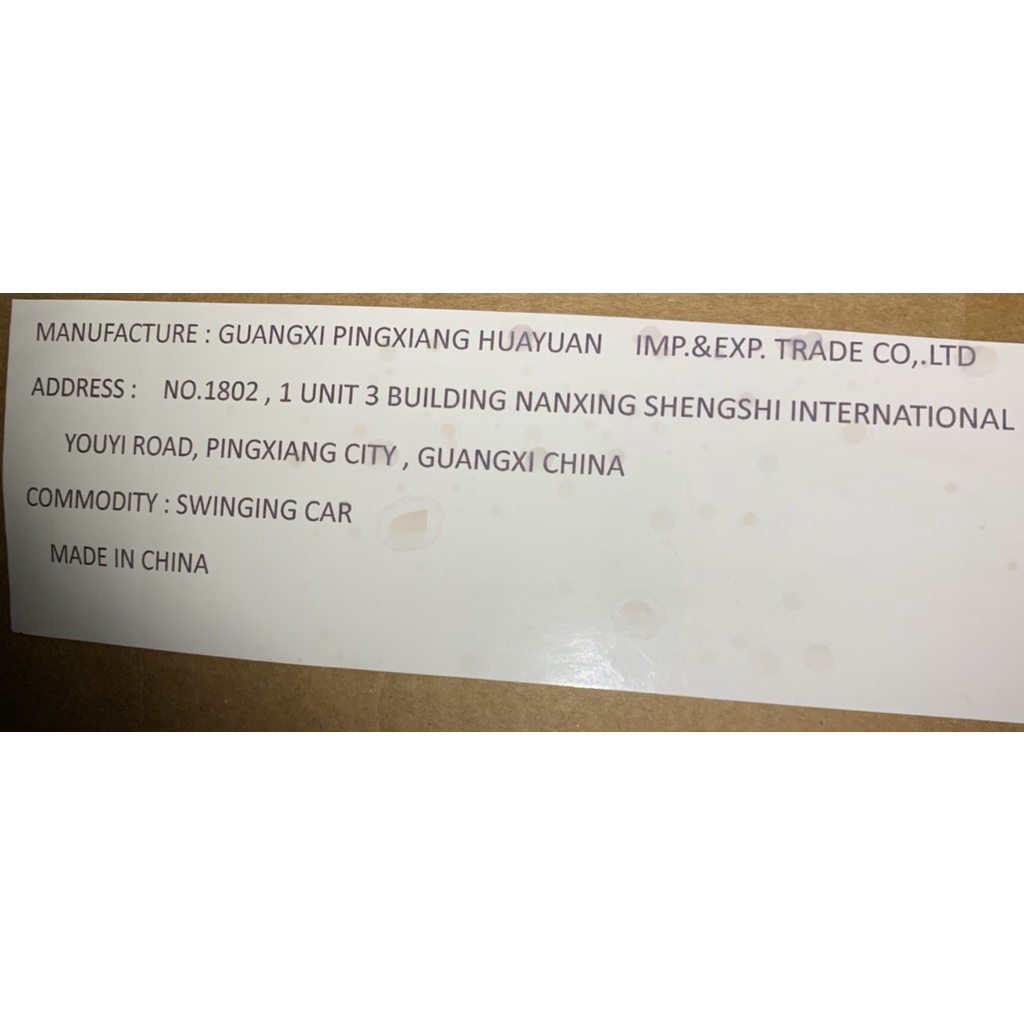 MANUFACTURE : GUANGXI PINGXIANG HUAYUAN IMP.&EXP. TRADE CO,.LTD
ADDRESS : NO.1802 , 1 UNIT 3 BUILDING NANXING SHENGSHI INTERNATIONAL
YOUYI ROAD, PINGXIANG CITY , GUANGXI CHINA
COMMODITY : SWINGING CAR
MADE IN CHINA